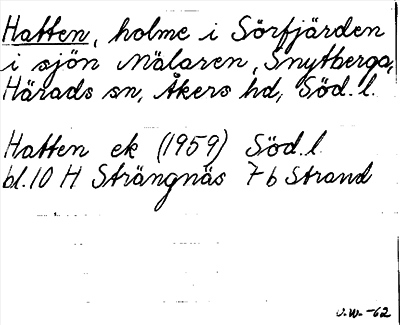 Hatten, holme i Sörfjärden
i sjön Mälaren, Snytberga,
Härads sn, Åkers hd, Söd. l.
Hatten ek (1959) Söd. l.
bl. 10 H Strängnäs 7 b Strand
J.W. -62